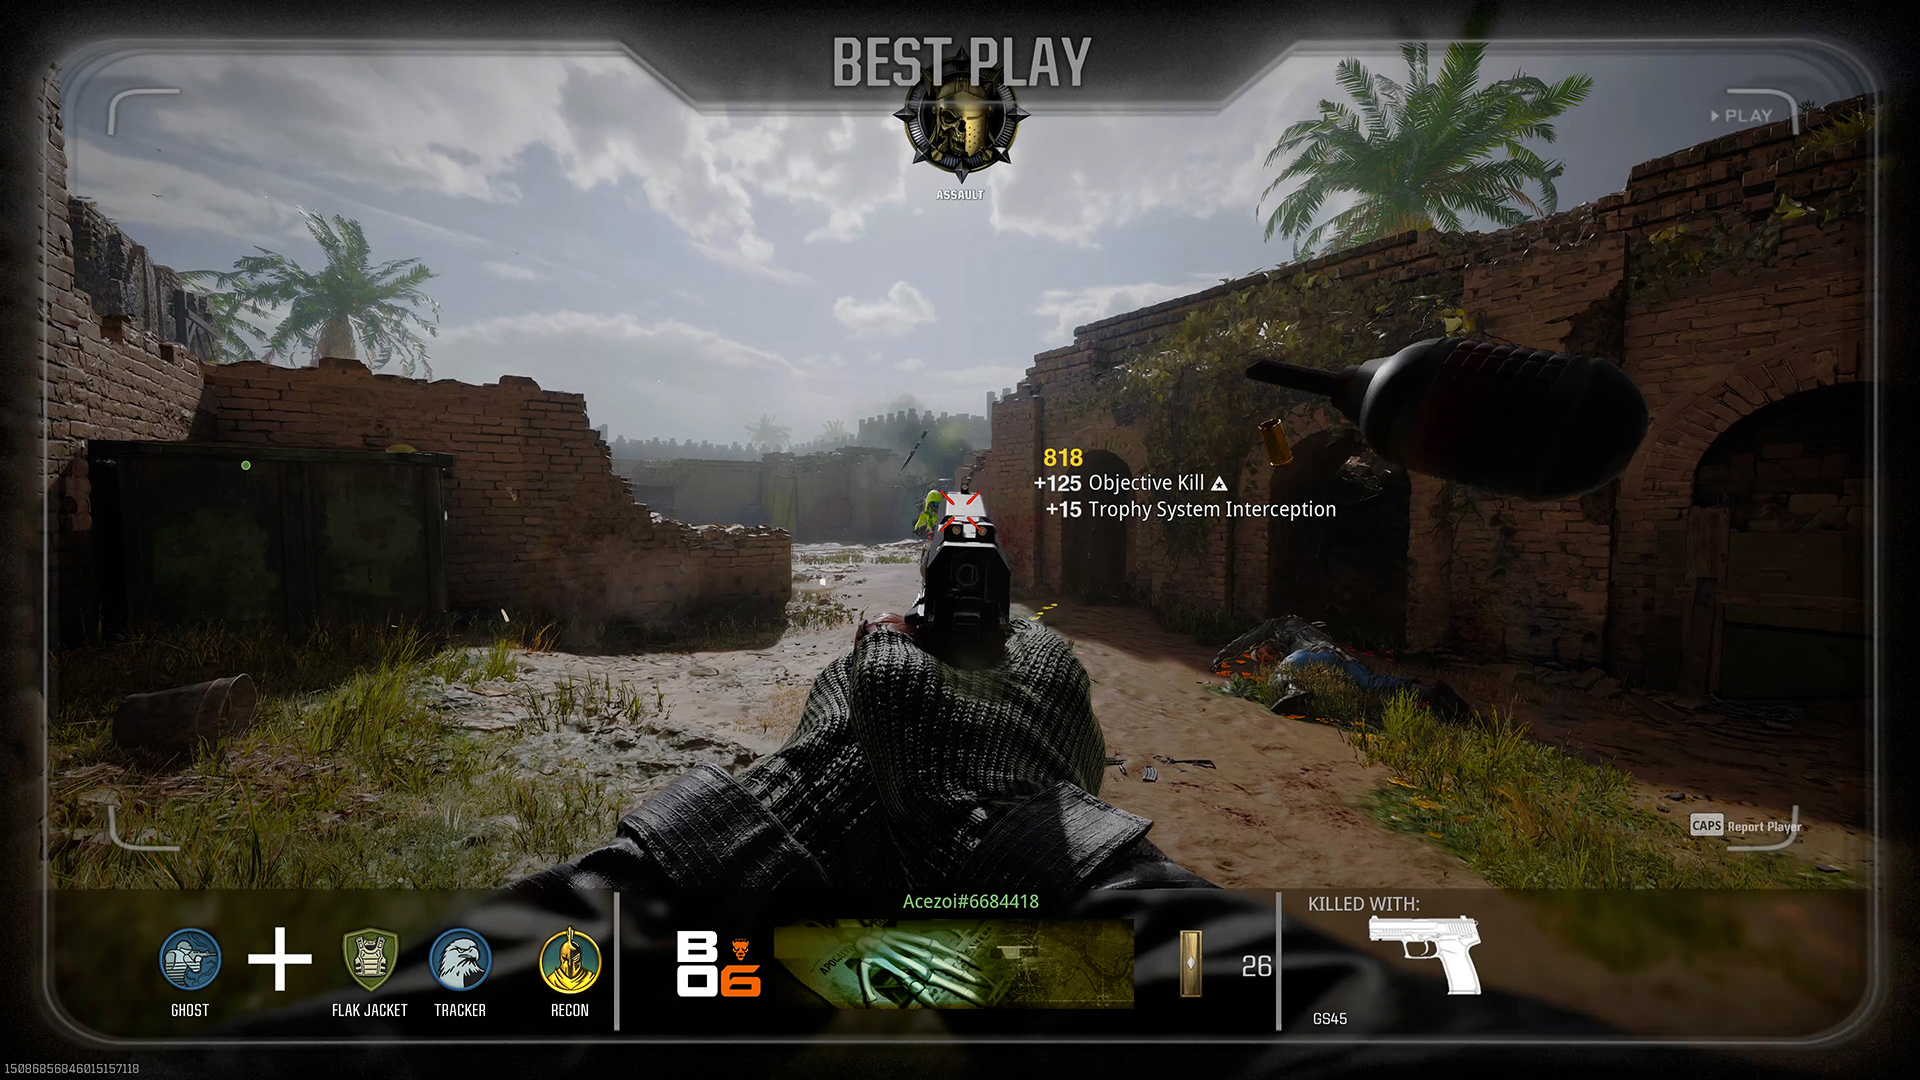 BEST PLAY
ASSAULT
PLAY
818
+125 Objective Kill
+15 Trophy System Interception
CAPS Report Player
Acezoi#6684418
KILLED WITH:
BO6
26
GHOST
FLAK JACKET
TRACKER
RECON
GS45
15086856846015157118